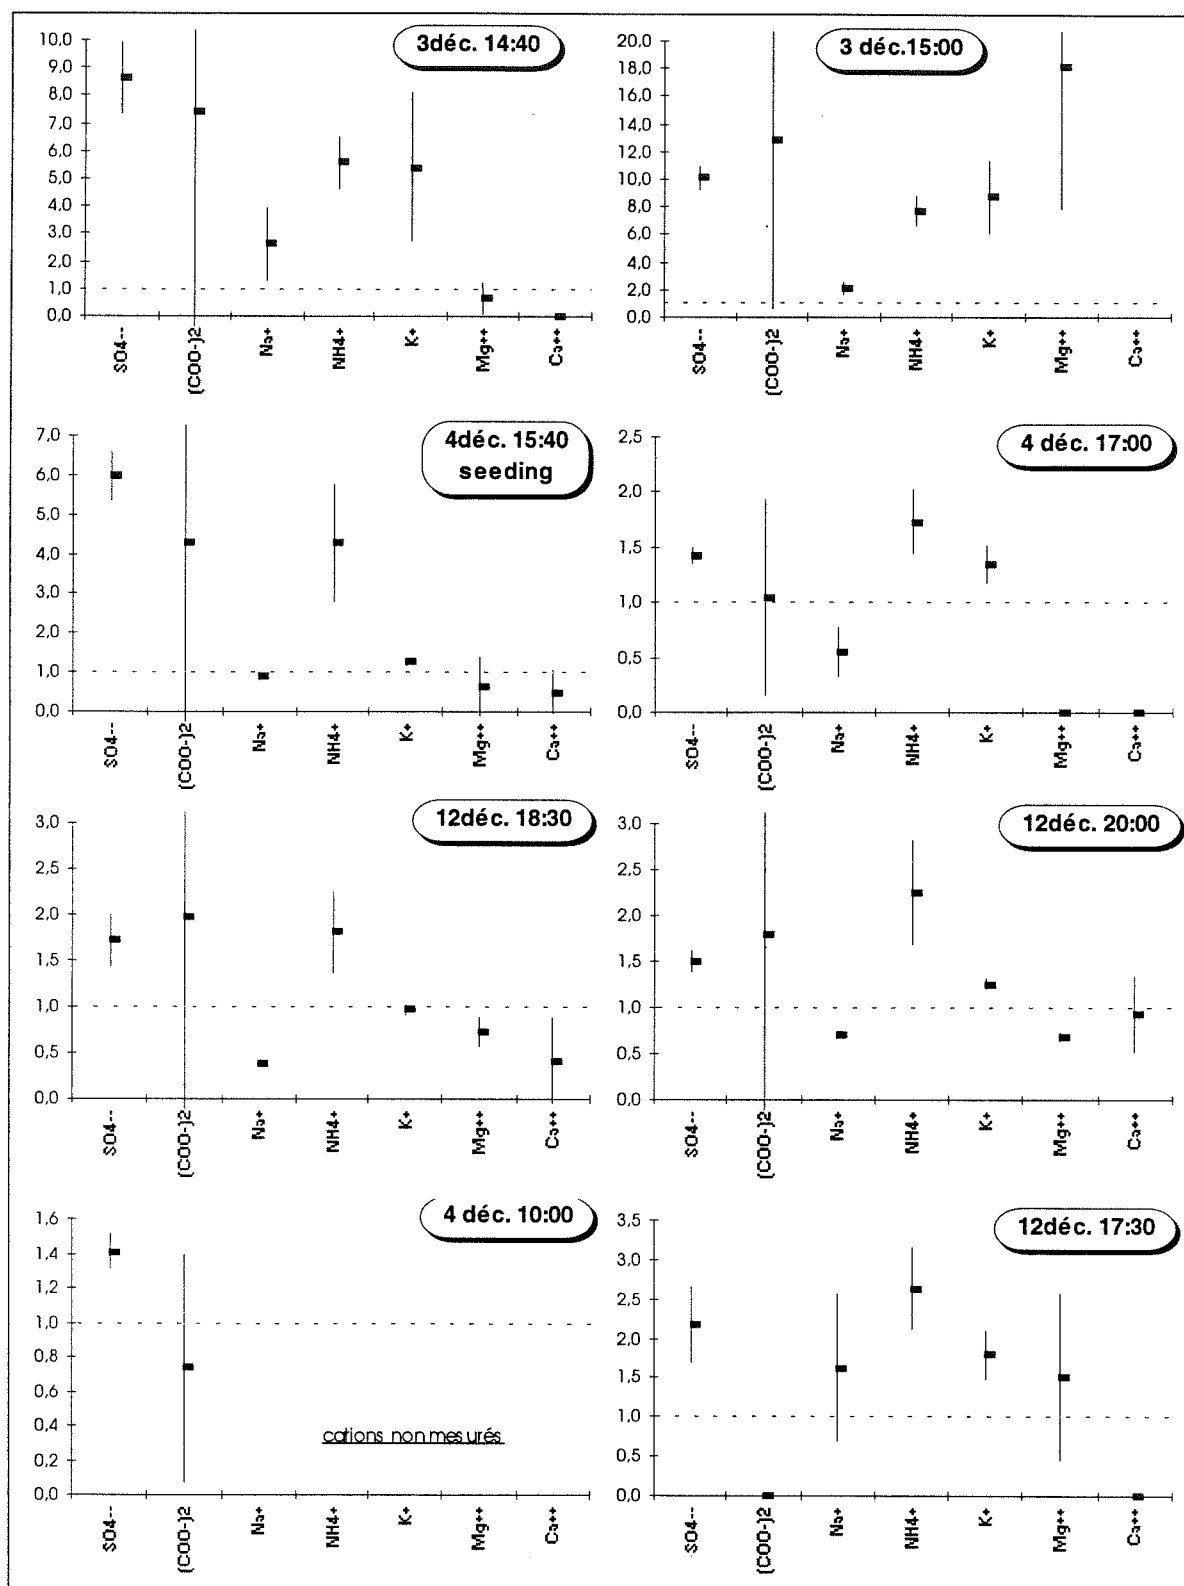 3déc. 14:40
10,0
9,0
8,0
7,0
6,0
5,0
4,0
3,0
2,0
1,0
0,0
SO4--
(COO-)2
Na+
NH4+
K+
Mg++
Ca++
3 déc.15:00
20,0
18,0
16,0
14,0
12,0
10,0
8,0
6,0
4,0
2,0
0,0
SO4--
(COO-)2
Na+
NH4+
K+
Mg++
Ca++
4déc. 15:40
seeding
7,0
6,0
5,0
4,0
3,0
2,0
1,0
0,0
SO4--
(COO-)2
Na+
NH4+
K+
Mg++
Ca++
4 déc. 17:00
2,5
2,0
1,5
1,0
0,5
0,0
SO4--
(COO-)2
Na+
NH4+
K+
Mg++
Ca++
12déc. 18:30
3,0
2,5
2,0
1,5
1,0
0,5
0,0
SO4--
(COO-)2
Na+
NH4+
K+
Mg++
Ca++
12déc. 20:00
3,0
2,5
2,0
1,5
1,0
0,5
0,0
SO4--
(COO-)2
Na+
NH4+
K+
Mg++
Ca++
4 déc. 10:00
1,6
1,4
1,2
1,0
0,8
0,6
0,4
0,2
0,0
cations non mesurés
SO4--
(COO-)2
Na+
NH4+
K+
Mg++
Ca++
12déc. 17:30
3,5
3,0
2,5
2,0
1,5
1,0
0,5
0,0
SO4--
(COO-)2
Na+
NH4+
K+
Mg++
Ca++